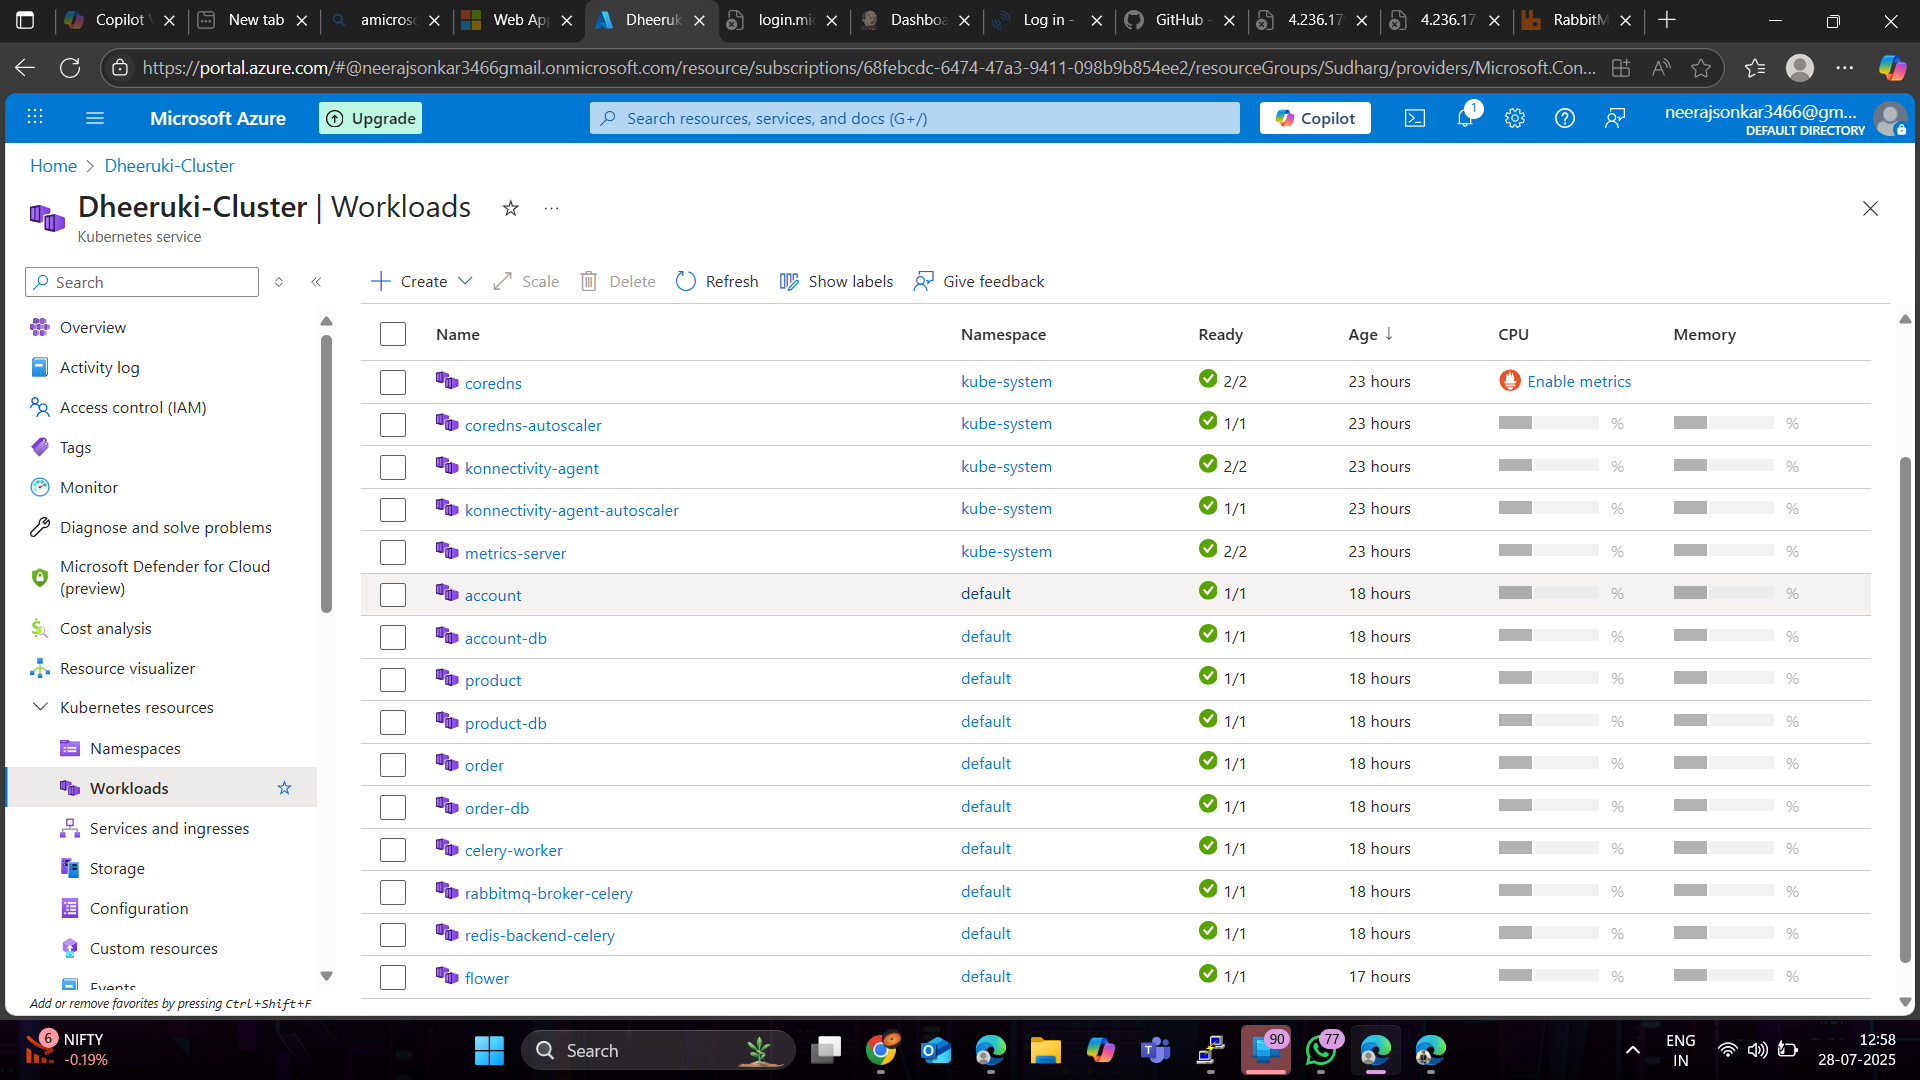 Copilot
New tab
amicroso
Web App
Dheeruk
login.mi
Dashboa
Log in -
GitHub -
4.236.17
4.236.17
RabbitM
https://portal.azure.com/#@neerajsonkar3466gmail.onmicrosoft.com/resource/subscriptions/68febcdc-6474-47a3-9411-098b9b854ee2/resourceGroups/Sudharg/providers/Microsoft.Con...
Microsoft Azure
Upgrade
Search resources, services, and docs (G+/)
Copilot
1
neerajsonkar3466@gm...
DEFAULT DIRECTORY
Home > Dheeruki-Cluster
Dheeruki-Cluster | Workloads
Kubernetes service
Search
Create
Scale
Delete
Refresh
Show labels
Give feedback
Overview
Activity log
Access control (IAM)
Tags
Monitor
Diagnose and solve problems
Microsoft Defender for Cloud
(preview)
Cost analysis
Resource visualizer
Kubernetes resources
Namespaces
Workloads
Services and ingresses
Storage
Configuration
Custom resources
Events
Add or remove favorites by pressing Ctrl+Shift+F
Name Namespace Ready Age ↓ CPU Memory
coredns kube-system 2/2 23 hours Enable metrics
coredns-autoscaler kube-system 1/1 23 hours % %
konnectivity-agent kube-system 2/2 23 hours % %
konnectivity-agent-autoscaler kube-system 1/1 23 hours % %
metrics-server kube-system 2/2 23 hours % %
account default 1/1 18 hours % %
account-db default 1/1 18 hours % %
product default 1/1 18 hours % %
product-db default 1/1 18 hours % %
order default 1/1 18 hours % %
order-db default 1/1 18 hours % %
celery-worker default 1/1 18 hours % %
rabbitmq-broker-celery default 1/1 18 hours % %
redis-backend-celery default 1/1 18 hours % %
flower default 1/1 17 hours % %
6
NIFTY
-0.19%
Search
90
77
ENG
IN
12:58
28-07-2025